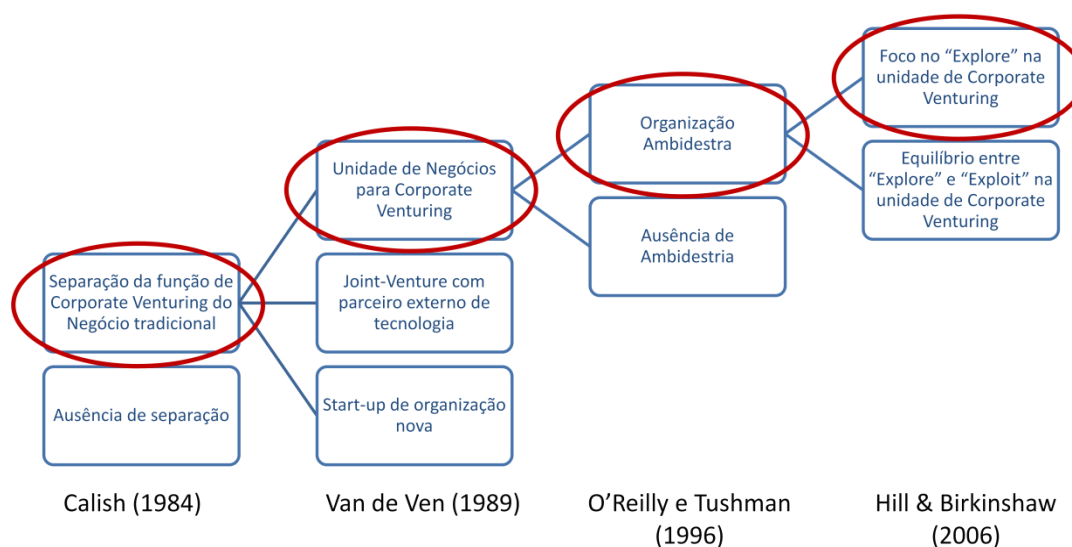 Foco no “Explore” na
unidade de Corporate
Venturing
Organização
Ambidestra
Equilíbrio entre
“Explore” e “Exploit” na
unidade de Corporate
Venturing
Unidade de Negócios
para Corporate
Venturing
Ausência de
Ambidestria
Separação da função de
Corporate Venturing do
Negócio tradicional
Joint-Venture com
parceiro externo de
tecnologia
Ausência de separação
Start-up de organização
nova
Calish (1984)
Van de Ven (1989)
O’Reilly e Tushman
(1996)
Hill & Birkinshaw
(2006)